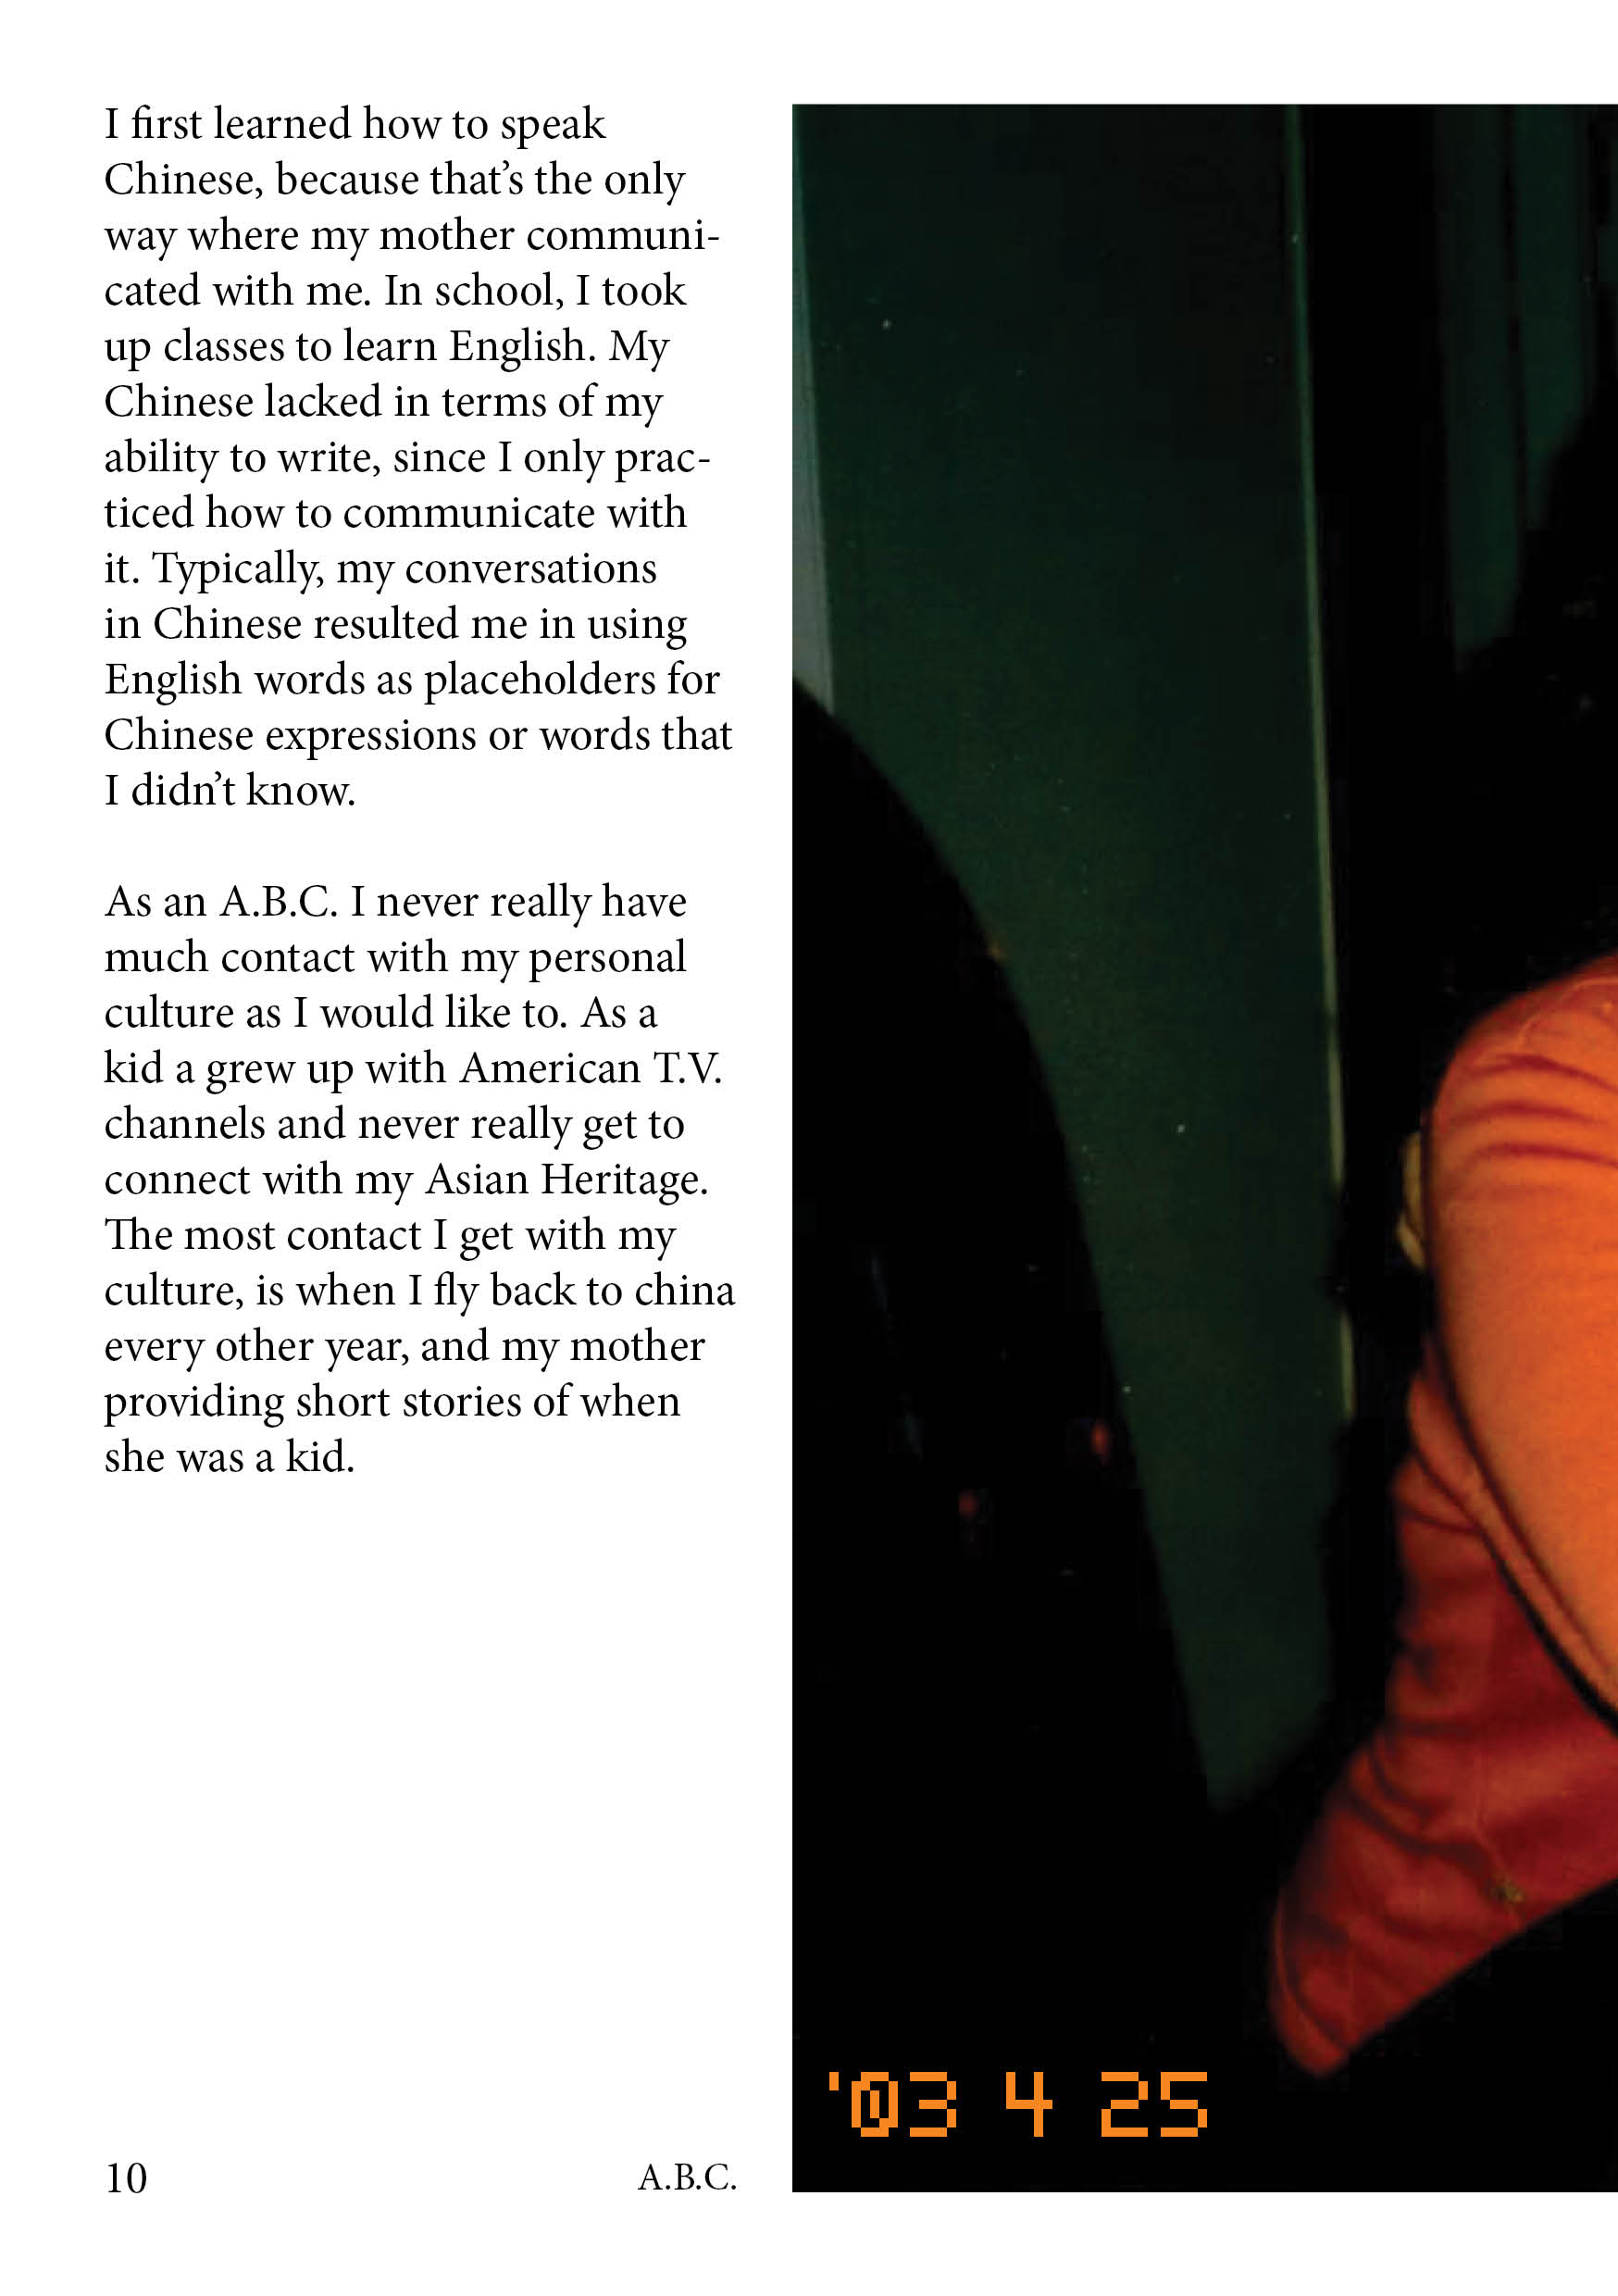 I first learned how to speak
Chinese, because that’s the only
way where my mother communi-
cated with me. In school, I took
up classes to learn English. My
Chinese lacked in terms of my
ability to write, since I only prac-
ticed how to communicate with
it. Typically, my conversations
in Chinese resulted me in using
English words as placeholders for
Chinese expressions or words that
I didn’t know.
As an A.B.C. I never really have
much contact with my personal
culture as I would like to. As a
kid a grew up with American T.V.
channels and never really get to
connect with my Asian Heritage.
The most contact I get with my
culture, is when I fly back to china
every other year, and my mother
providing short stories of when
she was a kid.
'03 4 25
10
A.B.C.